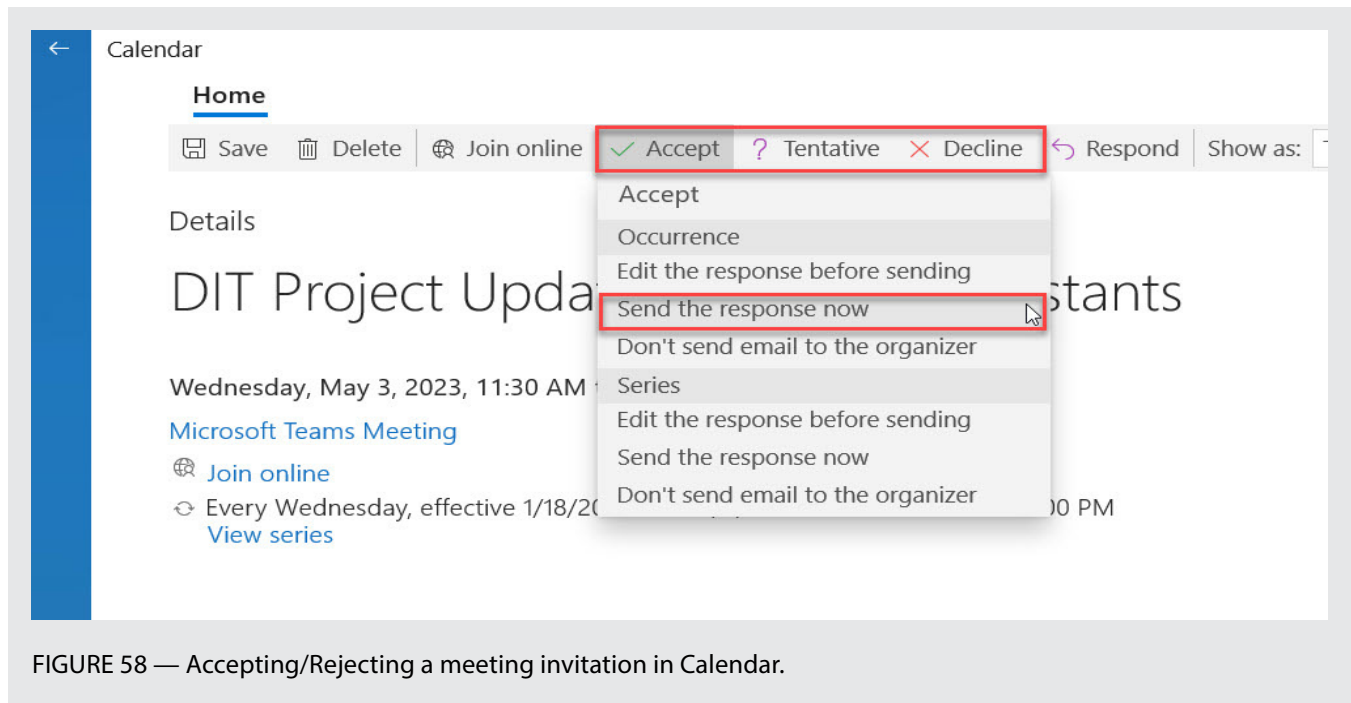 Calendar
Home
Save Delete Join online Accept ? Tentative Decline Respond Show as:
Accept
Details
Occurrence
Edit the response before sending
DIT Project stants
Send the response now
Don't send email to the organizer
Wednesday, May 3, 2023, 11:30 AM
Series
Edit the response before sending
Microsoft Teams Meeting
Send the response now
Join online
Don't send email to the organizer
Every Wednesday, effective 1/18/20 00 PM
View series
FIGURE 58 — Accepting/Rejecting a meeting invitation in Calendar.